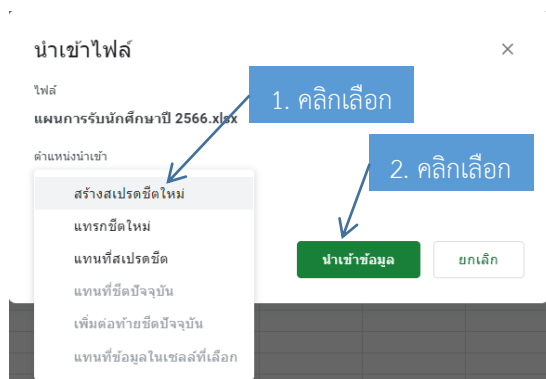 นำเข้าไฟล์
ไฟล์
แผนการรับนักศึกษาปี 2566.xlsx
1. คลิกเลือก
ตำแหน่งนำเข้า
2. คลิกเลือก
สร้างสเปรดชีตใหม่
แทรกชีตใหม่
แทนที่สเปรดชีต
นำเข้าข้อมูล
ยกเลิก
แทนที่ชีตปัจจุบัน
เพิ่มต่อท้ายชีตปัจจุบัน
แทนที่ข้อมูลในเซลล์ที่เลือก